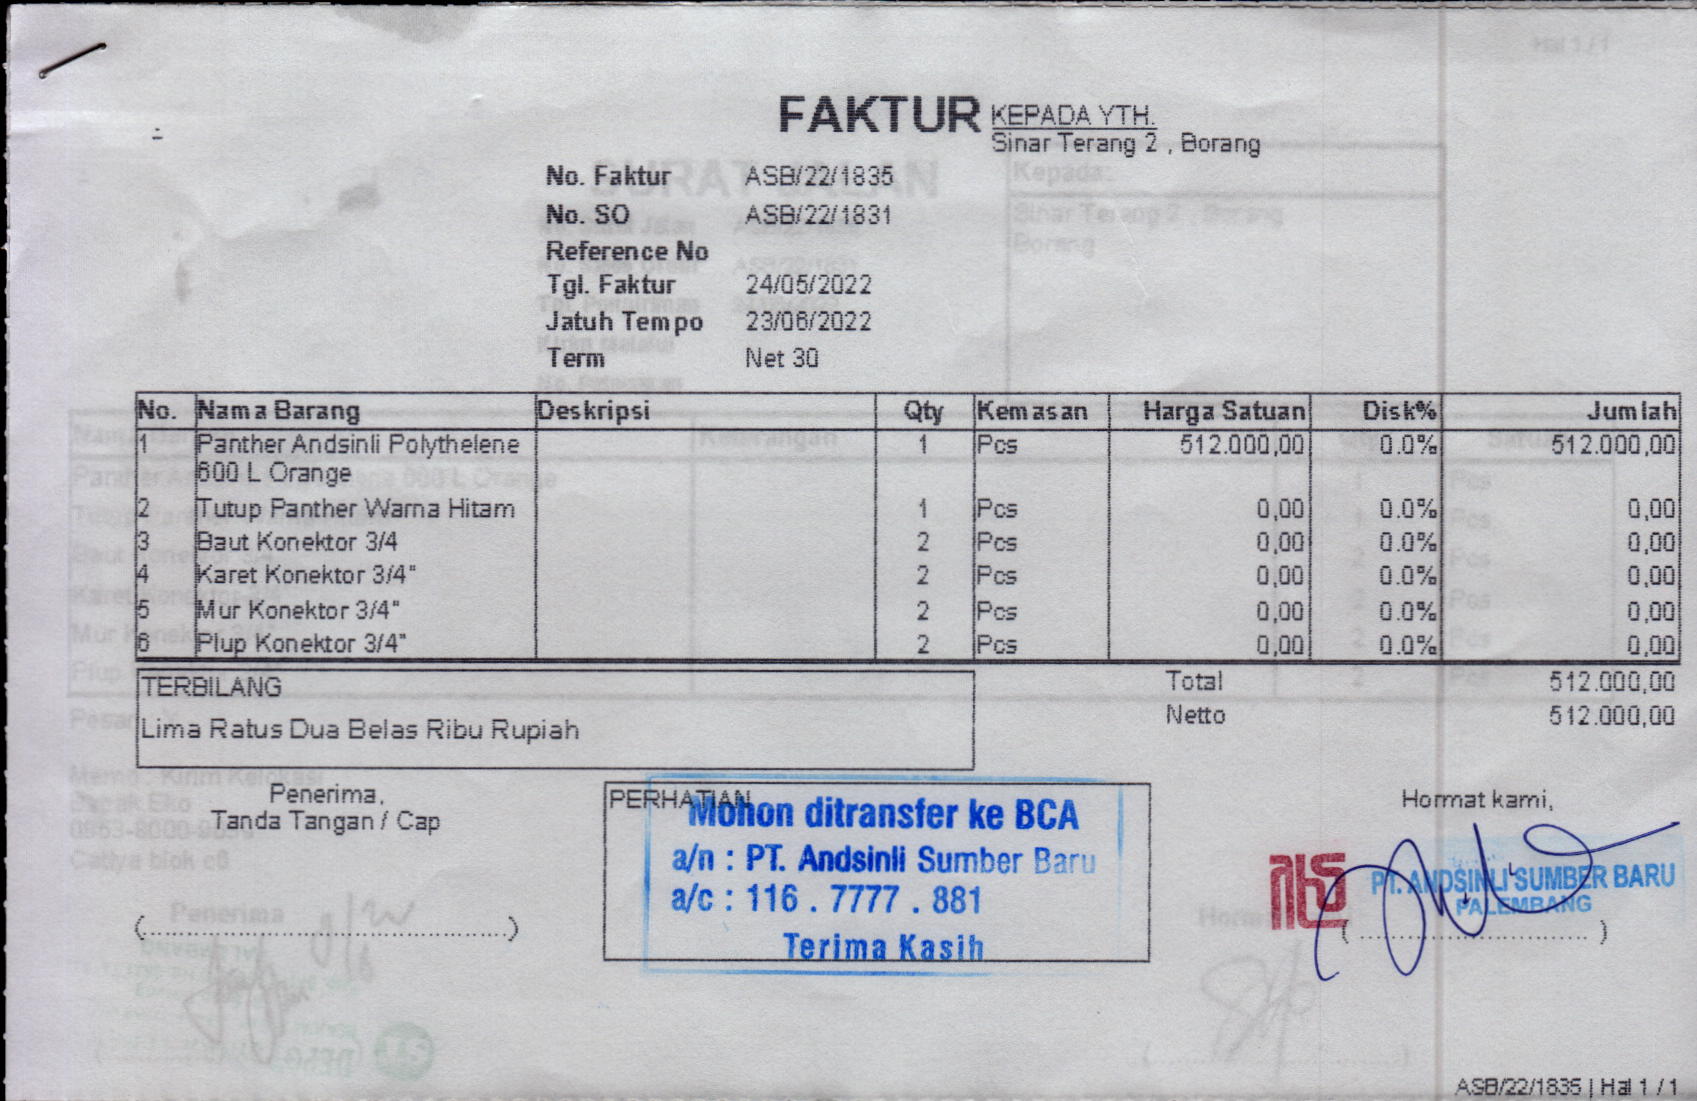 FAKTUR
KEPADA YTH.
Sinar Terang 2 , Borang
No. Faktur ASB/22/1835
No. SO ASB/22/1831
Reference No
Tgl. Faktur 24/05/2022
Jatuh Tempo 23/06/2022
Term Net 30
No. Nama Barang Deskripsi Qty Kemasan Harga Satuan Disk% Jumlah
1 Panther Andsinli Polythelene 1 Pcs 512.000,00 0.0% 512.000,00
600 L Orange
2 Tutup Panther Warna Hitam 1 Pcs 0,00 0.0% 0,00
3 Baut Konektor 3/4 2 Pcs 0,00 0.0% 0,00
4 Karet Konektor 3/4" 2 Pcs 0,00 0.0% 0,00
5 Mur Konektor 3/4" 2 Pcs 0,00 0.0% 0,00
6 Plup Konektor 3/4" 2 Pcs 0,00 0.0% 0,00
TERBILANG
Lima Ratus Dua Belas Ribu Rupiah
Total 512.000,00
Netto 512.000,00
Penerima,
Tanda Tangan / Cap
(....................................)
PERHATIAN
Mohon ditransfer ke BCA
a/n : PT. Andsinli Sumber Baru
a/c : 116 . 7777 . 881
Terima Kasih
Hormat kami,
PT. ANDSINLI SUMBER BARU
PALEMBANG
(..............................)
ASB/22/1835 | Hal 1 / 1